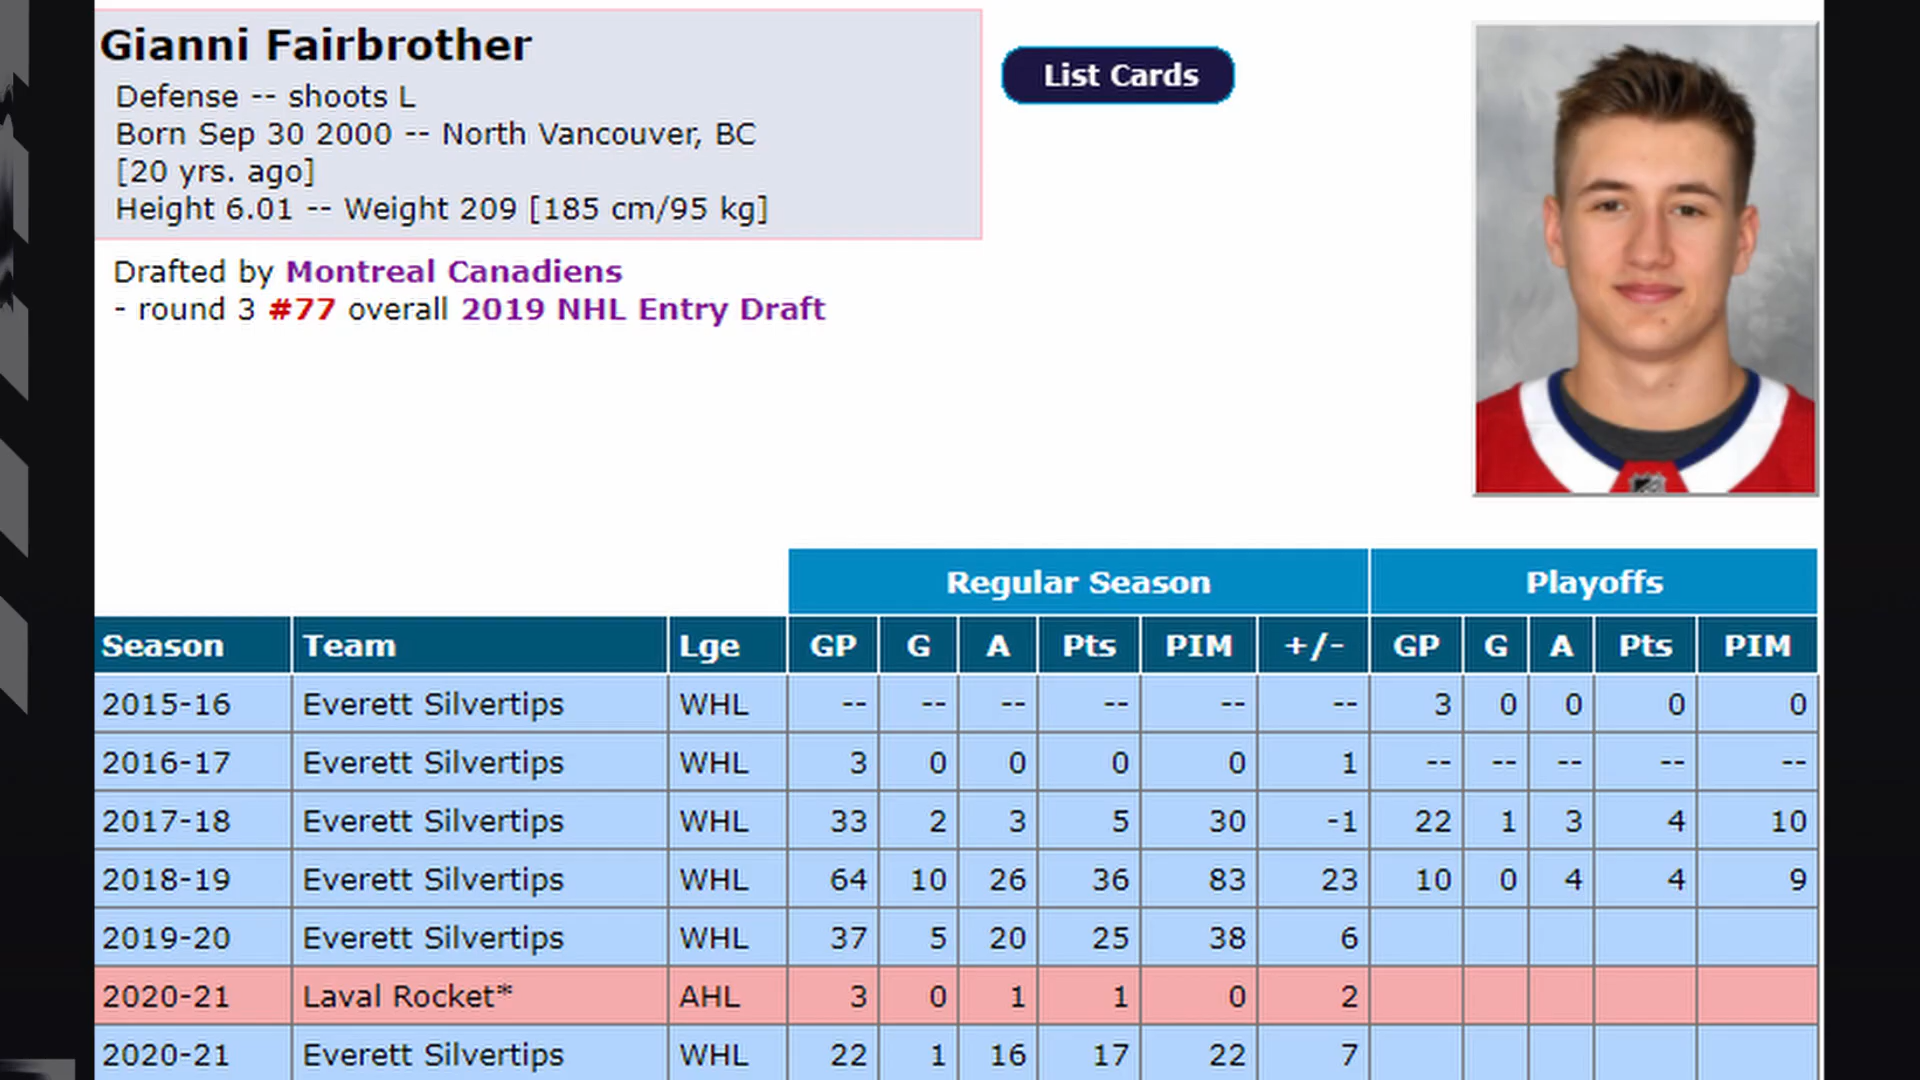 Gianni Fairbrother
List Cards
Defense -- shoots L
Born Sep 30 2000 -- North Vancouver, BC
[20 yrs. ago]
Height 6.01 -- Weight 209 [185 cm/95 kg]
Drafted by Montreal Canadiens
- round 3 #77 overall 2019 NHL Entry Draft
Regular Season Playoffs
Season Team Lge GP G A Pts PIM +/- GP G A Pts PIM
2015-16 Everett Silvertips WHL -- -- -- -- -- -- 3 0 0 0 0
2016-17 Everett Silvertips WHL 3 0 0 0 0 1 -- -- -- -- --
2017-18 Everett Silvertips WHL 33 2 3 5 30 -1 22 1 3 4 10
2018-19 Everett Silvertips WHL 64 10 26 36 83 23 10 0 4 4 9
2019-20 Everett Silvertips WHL 37 5 20 25 38 6
2020-21 Laval Rocket* AHL 3 0 1 1 0 2
2020-21 Everett Silvertips WHL 22 1 16 17 22 7